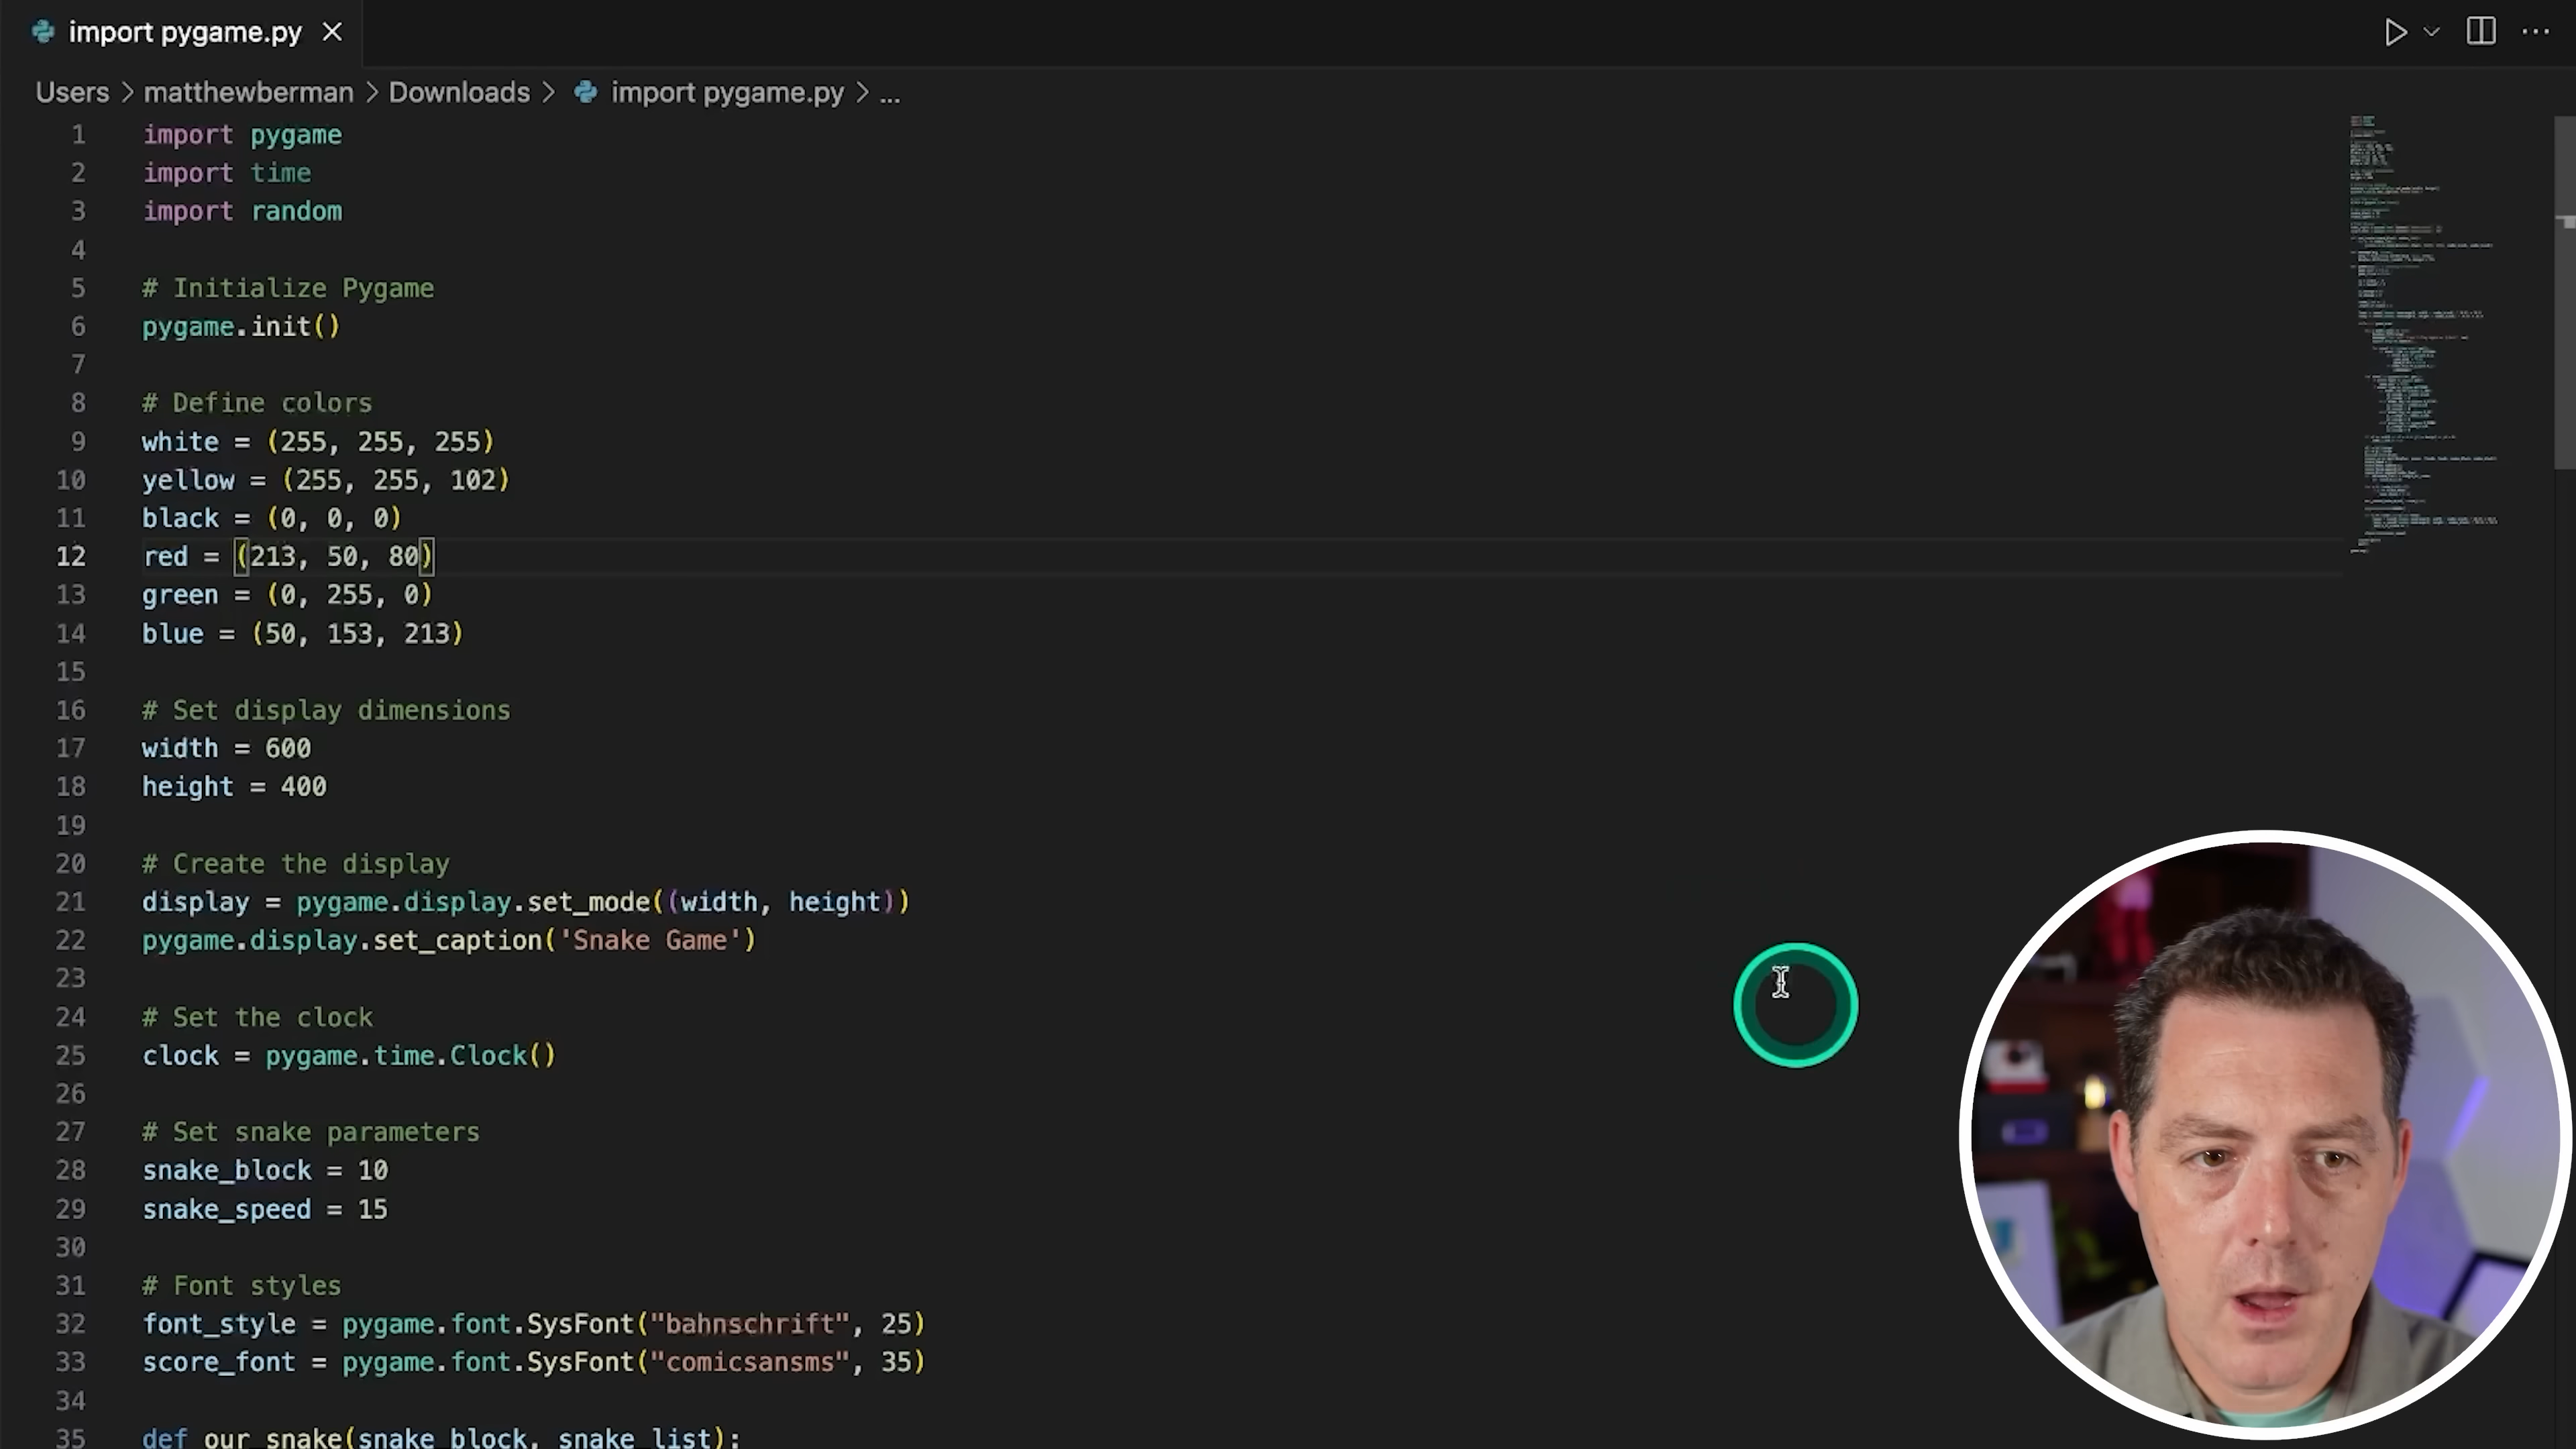 import pygame.py
Users > matthewberman > Downloads > import pygame.py > ...
1 import pygame
2 import time
3 import random
4
5 # Initialize Pygame
6 pygame.init()
7
8 # Define colors
9 white = (255, 255, 255)
10 yellow = (255, 255, 102)
11 black = (0, 0, 0)
12 red = (213, 50, 80)
13 green = (0, 255, 0)
14 blue = (50, 153, 213)
15
16 # Set display dimensions
17 width = 600
18 height = 400
19
20 # Create the display
21 display = pygame.display.set_mode((width, height))
22 pygame.display.set_caption('Snake Game')
23
24 # Set the clock
25 clock = pygame.time.Clock()
26
27 # Set snake parameters
28 snake_block = 10
29 snake_speed = 15
30
31 # Font styles
32 font_style = pygame.font.SysFont("bahnschrift", 25)
33 score_font = pygame.font.SysFont("comicsansms", 35)
34
35 def our_snake(snake_block, snake_list):